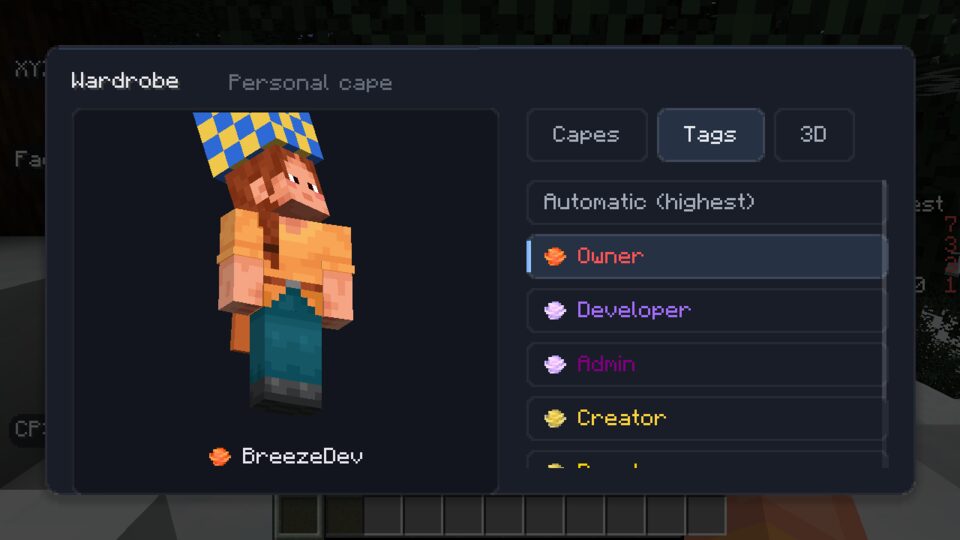 Wardrobe
Personal cape
Capes
Tags
3D
Automatic (highest)
Owner
Developer
Admin
Creator
BreezeDev